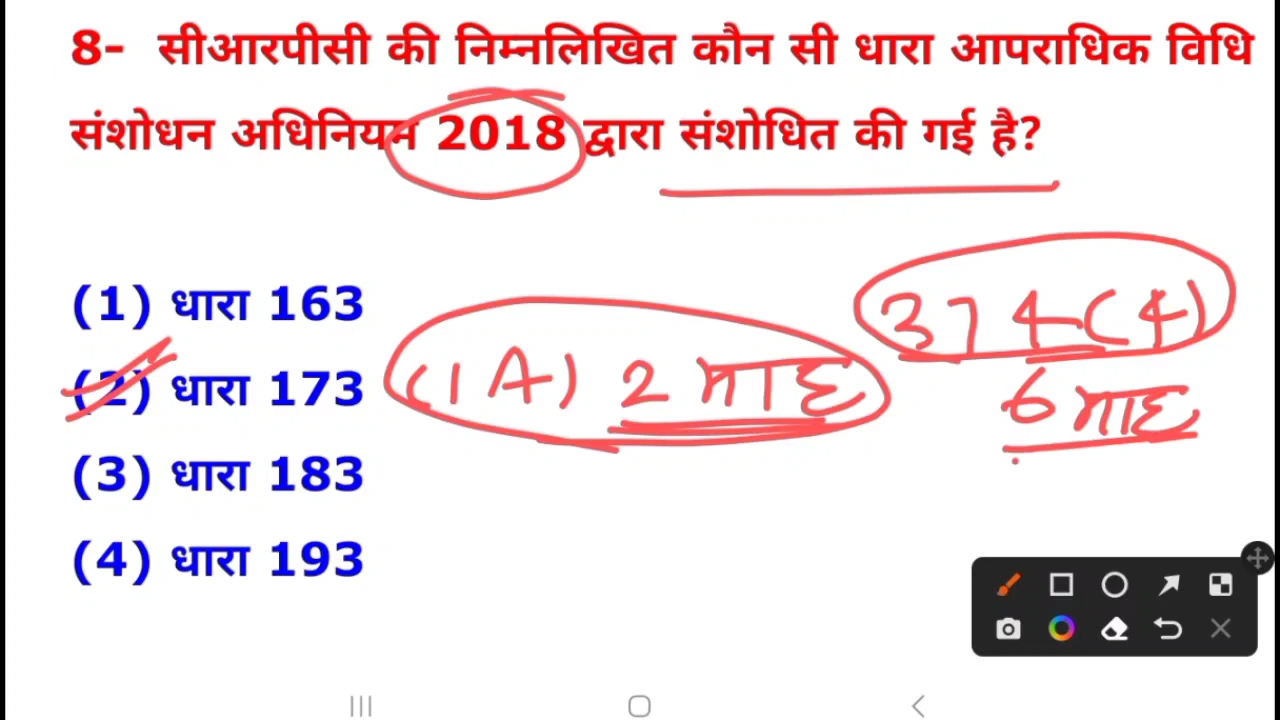 8- सीआरपीसी की निम्नलिखित कौन सी धारा आपराधिक विधि
संशोधन अधिनियम 2018 द्वारा संशोधित की गई है?
(1) धारा 163
374(4)
(2) धारा 173 (1A) 2 माह
6 माह
(3) धारा 183
(4) धारा 193